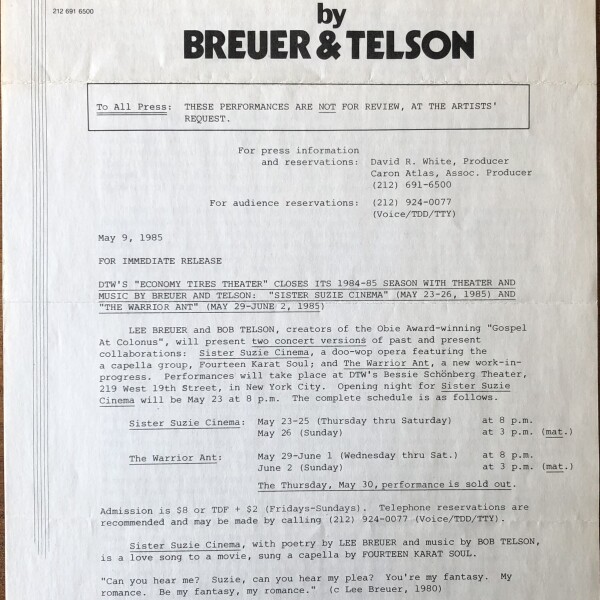 212 691 6500
by
BREUER & TELSON
To All Press: THESE PERFORMANCES ARE NOT FOR REVIEW, AT THE ARTISTS'
REQUEST.
For press information
and reservations: David R. White, Producer
Caron Atlas, Assoc. Producer
(212) 691-6500
For audience reservations: (212) 924-0077
(Voice/TDD/TTY)
May 9, 1985
FOR IMMEDIATE RELEASE
DTW'S "ECONOMY TIRES THEATER" CLOSES ITS 1984-85 SEASON WITH THEATER AND
MUSIC BY BREUER AND TELSON: "SISTER SUZIE CINEMA" (MAY 23-26, 1985) AND
"THE WARRIOR ANT" (MAY 29-JUNE 2, 1985)
LEE BREUER and BOB TELSON, creators of the Obie Award-winning "Gospel
At Colonus", will present two concert versions of past and present
collaborations: Sister Suzie Cinema, a doo-wop opera featuring the
a capella group, Fourteen Karat Soul; and The Warrior Ant, a new work-in-
progress. Performances will take place at DTW's Bessie Schönberg Theater,
219 West 19th Street, in New York City. Opening night for Sister Suzie
Cinema will be May 23 at 8 p.m. The complete schedule is as follows.
Sister Suzie Cinema: May 23-25 (Thursday thru Saturday) at 8 p.m.
May 26 (Sunday) at 3 p.m. (mat.)
The Warrior Ant: May 29-June 1 (Wednesday thru Sat.) at 8 p.m.
June 2 (Sunday) at 3 p.m. (mat.)
The Thursday, May 30, performance is sold out.
Admission is $8 or TDF + $2 (Fridays-Sundays). Telephone reservations are
recommended and may be made by calling (212) 924-0077 (Voice/TDD/TTY).
Sister Suzie Cinema, with poetry by LEE BREUER and music by BOB TELSON,
is a love song to a movie, sung a capella by FOURTEEN KARAT SOUL.
"Can you hear me? Suzie, can you hear my plea? You're my fantasy. My
romance. Be my fantasy, my romance." (c Lee Breuer, 1980)